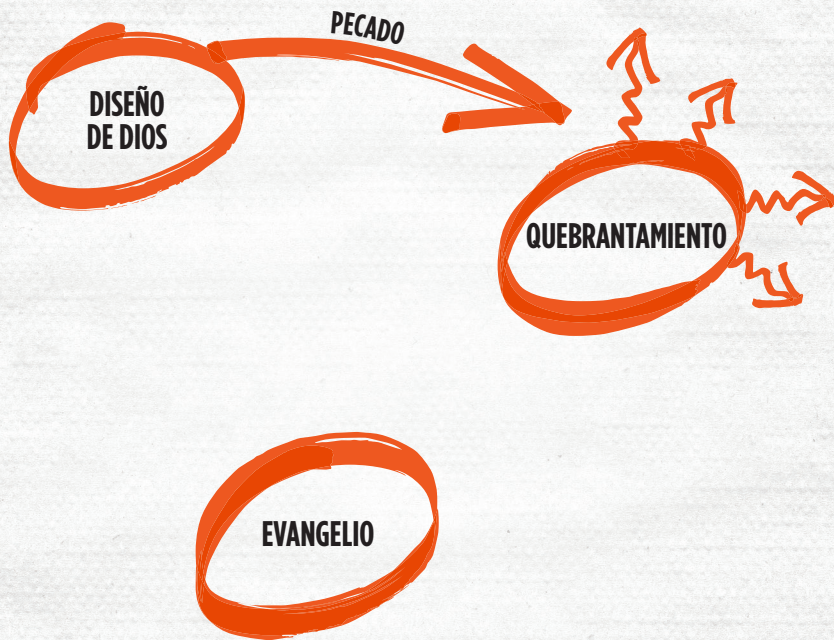 PECADO
DISEÑO
DE DIOS
QUEBRANTAMIENTO
EVANGELIO